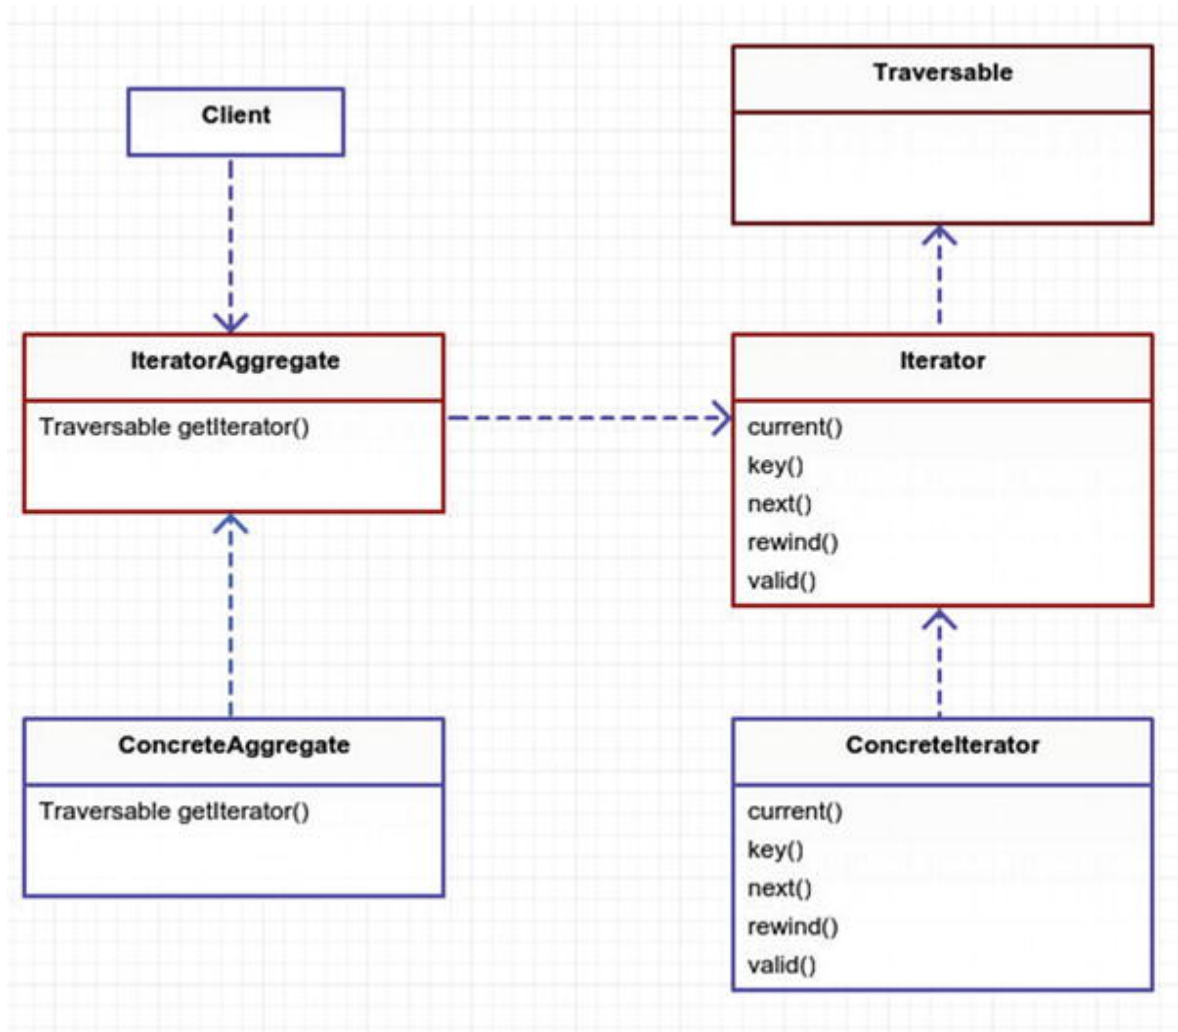 Client
Traversable
IteratorAggregate
Traversable getIterator()
Iterator
current()
key()
next()
rewind()
valid()
ConcreteAggregate
Traversable getIterator()
ConcreteIterator
current()
key()
next()
rewind()
valid()